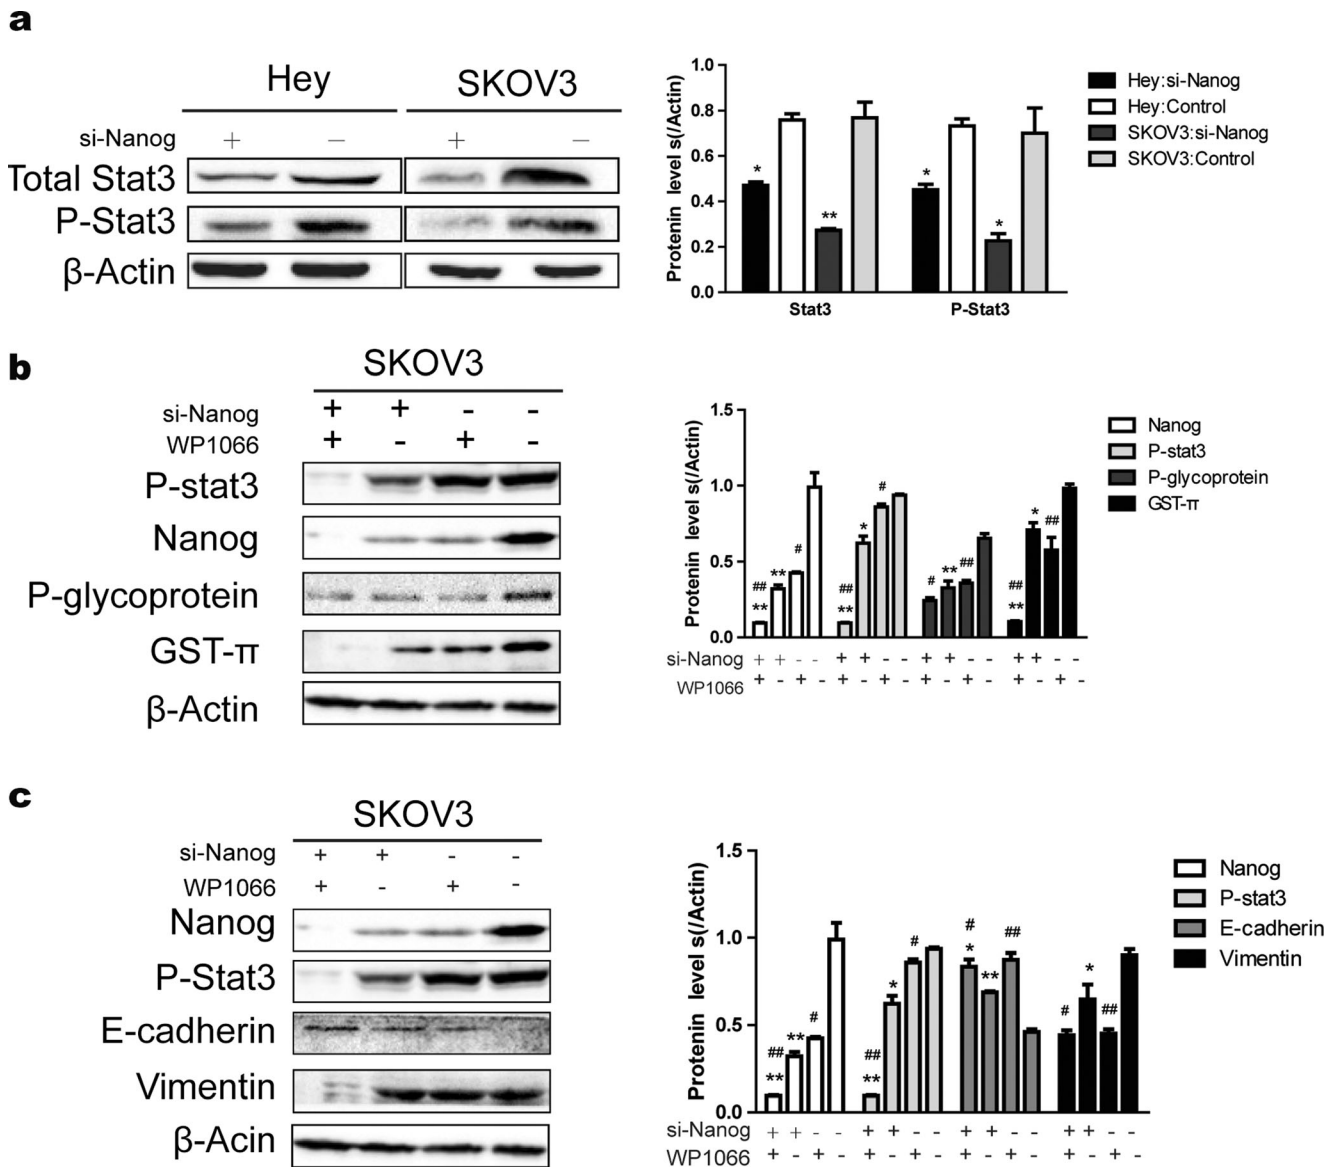 a
Hey SKOV3
si-Nanog + − + −
Total Stat3
P-Stat3
β-Actin
Protenin level s(/Actin)
1.0
0.8
0.6
0.4
0.2
0.0
* ** * *
Stat3 P-Stat3
Hey:si-Nanog
Hey:Control
SKOV3:si-Nanog
SKOV3:Control
b
SKOV3
si-Nanog + + - -
WP1066 + - + -
P-stat3
Nanog
P-glycoprotein
GST-π
β-Actin
Protenin level s(/Actin)
1.5
1.0
0.5
0.0
## ** ** # ## ** * # # ** ## ## ** * ##
si-Nanog + + - - + + - - + + - - + + - -
WP1066 + - + - + - + - + - + - + - + -
Nanog
P-stat3
P-glycoprotein
GST-π
c
SKOV3
si-Nanog + + - -
WP1066 + - + -
Nanog
P-Stat3
E-cadherin
Vimentin
β-Acin
Protenin level s(/Actin)
1.5
1.0
0.5
0.0
## ** ** # ## ** * # # * ** ## # * ##
si-Nanog + + - - + + - - + + - - + + - -
WP1066 + - + - + - + - + - + - + - + -
Nanog
P-stat3
E-cadherin
Vimentin